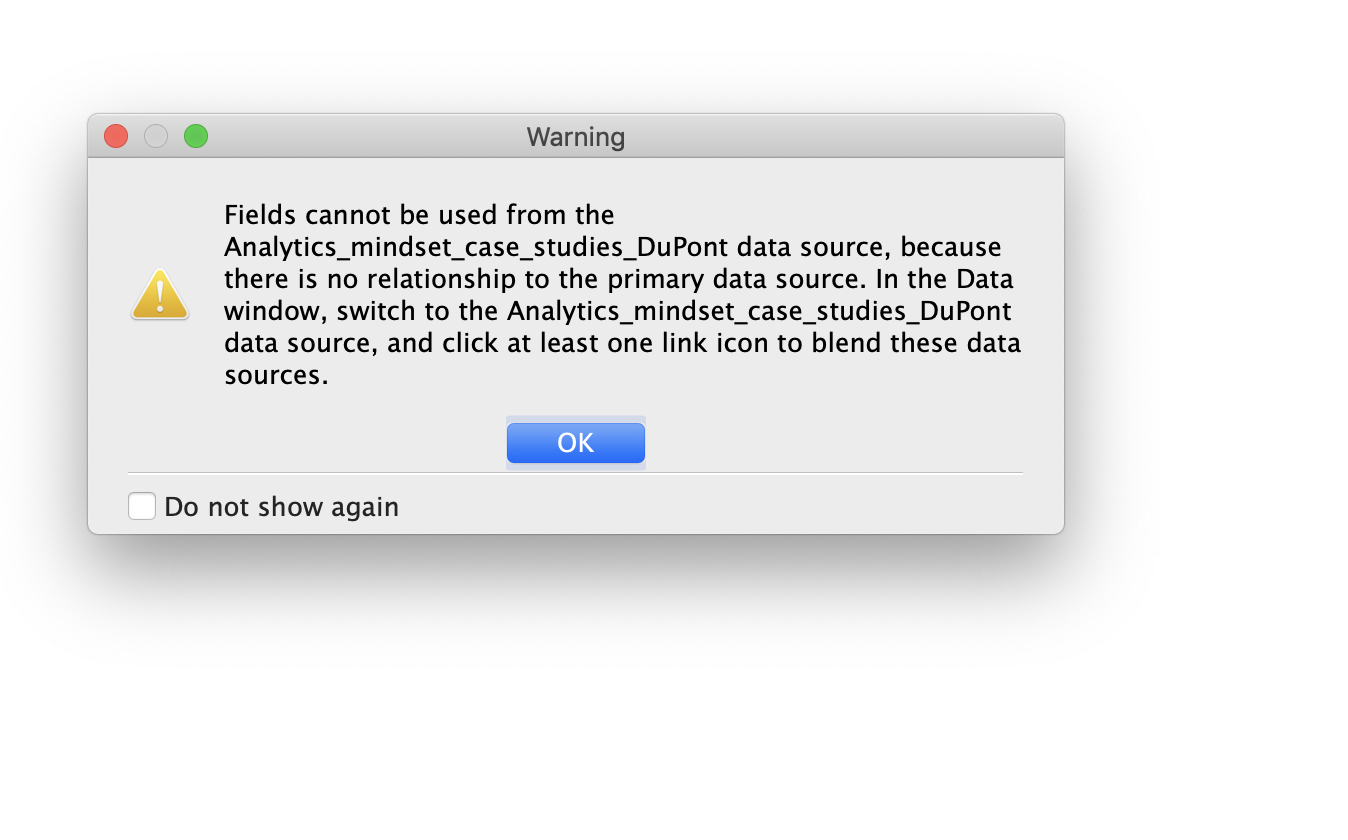 Warning
Fields cannot be used from the
Analytics_mindset_case_studies_DuPont data source, because
there is no relationship to the primary data source. In the Data
window, switch to the Analytics_mindset_case_studies_DuPont
data source, and click at least one link icon to blend these data
sources.
OK
Do not show again